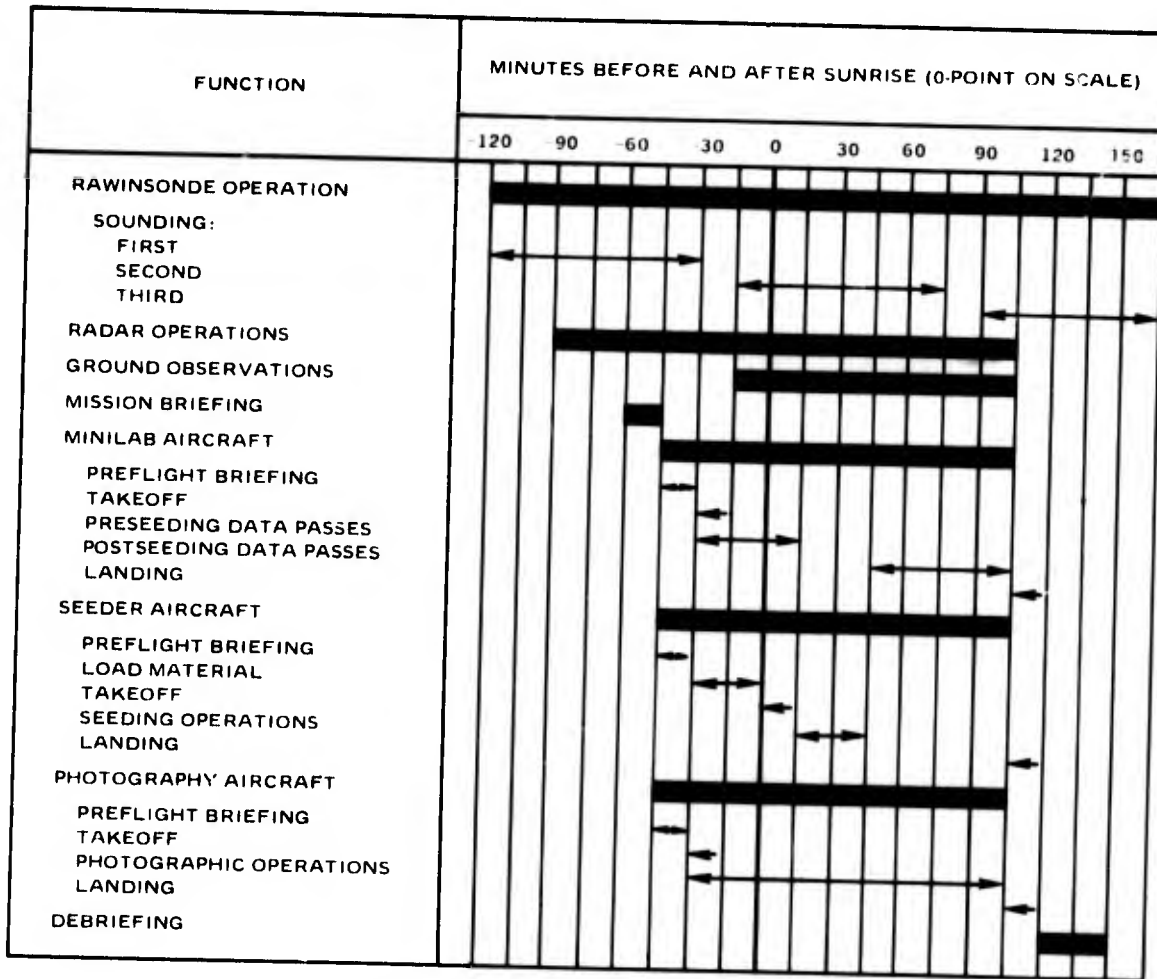 FUNCTION
MINUTES BEFORE AND AFTER SUNRISE (0-POINT ON SCALE)
-120 -90 -60 -30 0 30 60 90 120 150
RAWINSONDE OPERATION
SOUNDING:
FIRST
SECOND
THIRD
RADAR OPERATIONS
GROUND OBSERVATIONS
MISSION BRIEFING
MINILAB AIRCRAFT
PREFLIGHT BRIEFING
TAKEOFF
PRESEEDING DATA PASSES
POSTSEEDING DATA PASSES
LANDING
SEEDER AIRCRAFT
PREFLIGHT BRIEFING
LOAD MATERIAL
TAKEOFF
SEEDING OPERATIONS
LANDING
PHOTOGRAPHY AIRCRAFT
PREFLIGHT BRIEFING
TAKEOFF
PHOTOGRAPHIC OPERATIONS
LANDING
DEBRIEFING